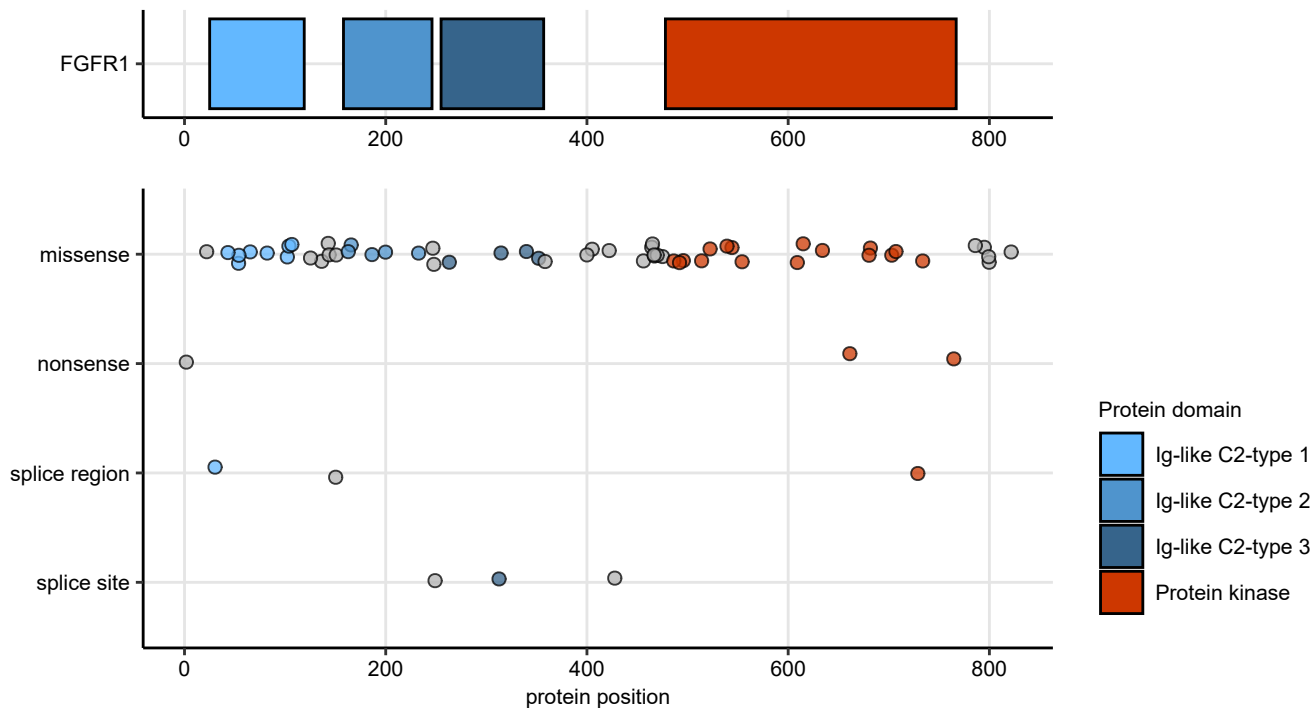 FGFR1
0 200 400 600 800
missense
nonsense
splice region
splice site
0 200 400 600 800
protein position
Protein domain
Ig-like C2-type 1
Ig-like C2-type 2
Ig-like C2-type 3
Protein kinase